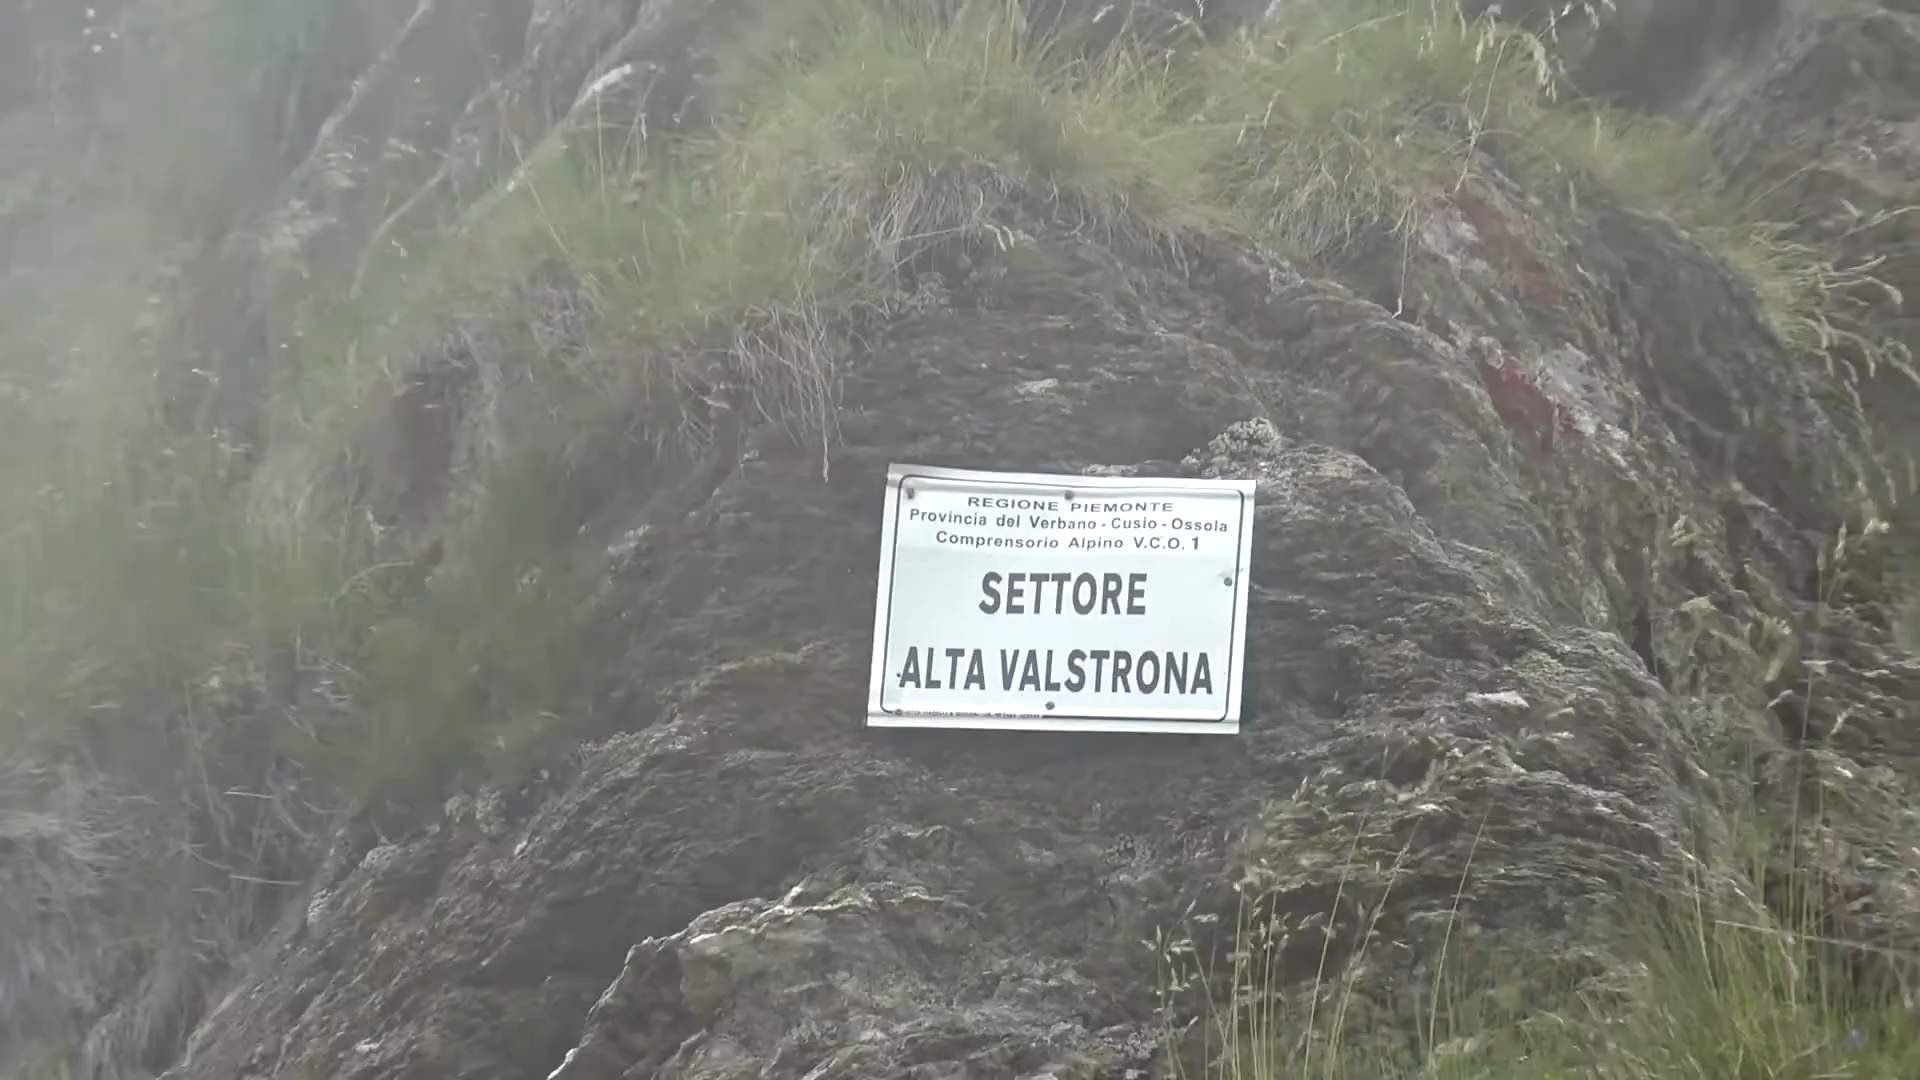 REGIONE PIEMONTE
Provincia del Verbano - Cusio - Ossola
Comprensorio Alpino V.C.O. 1
SETTORE
ALTA VALSTRONA